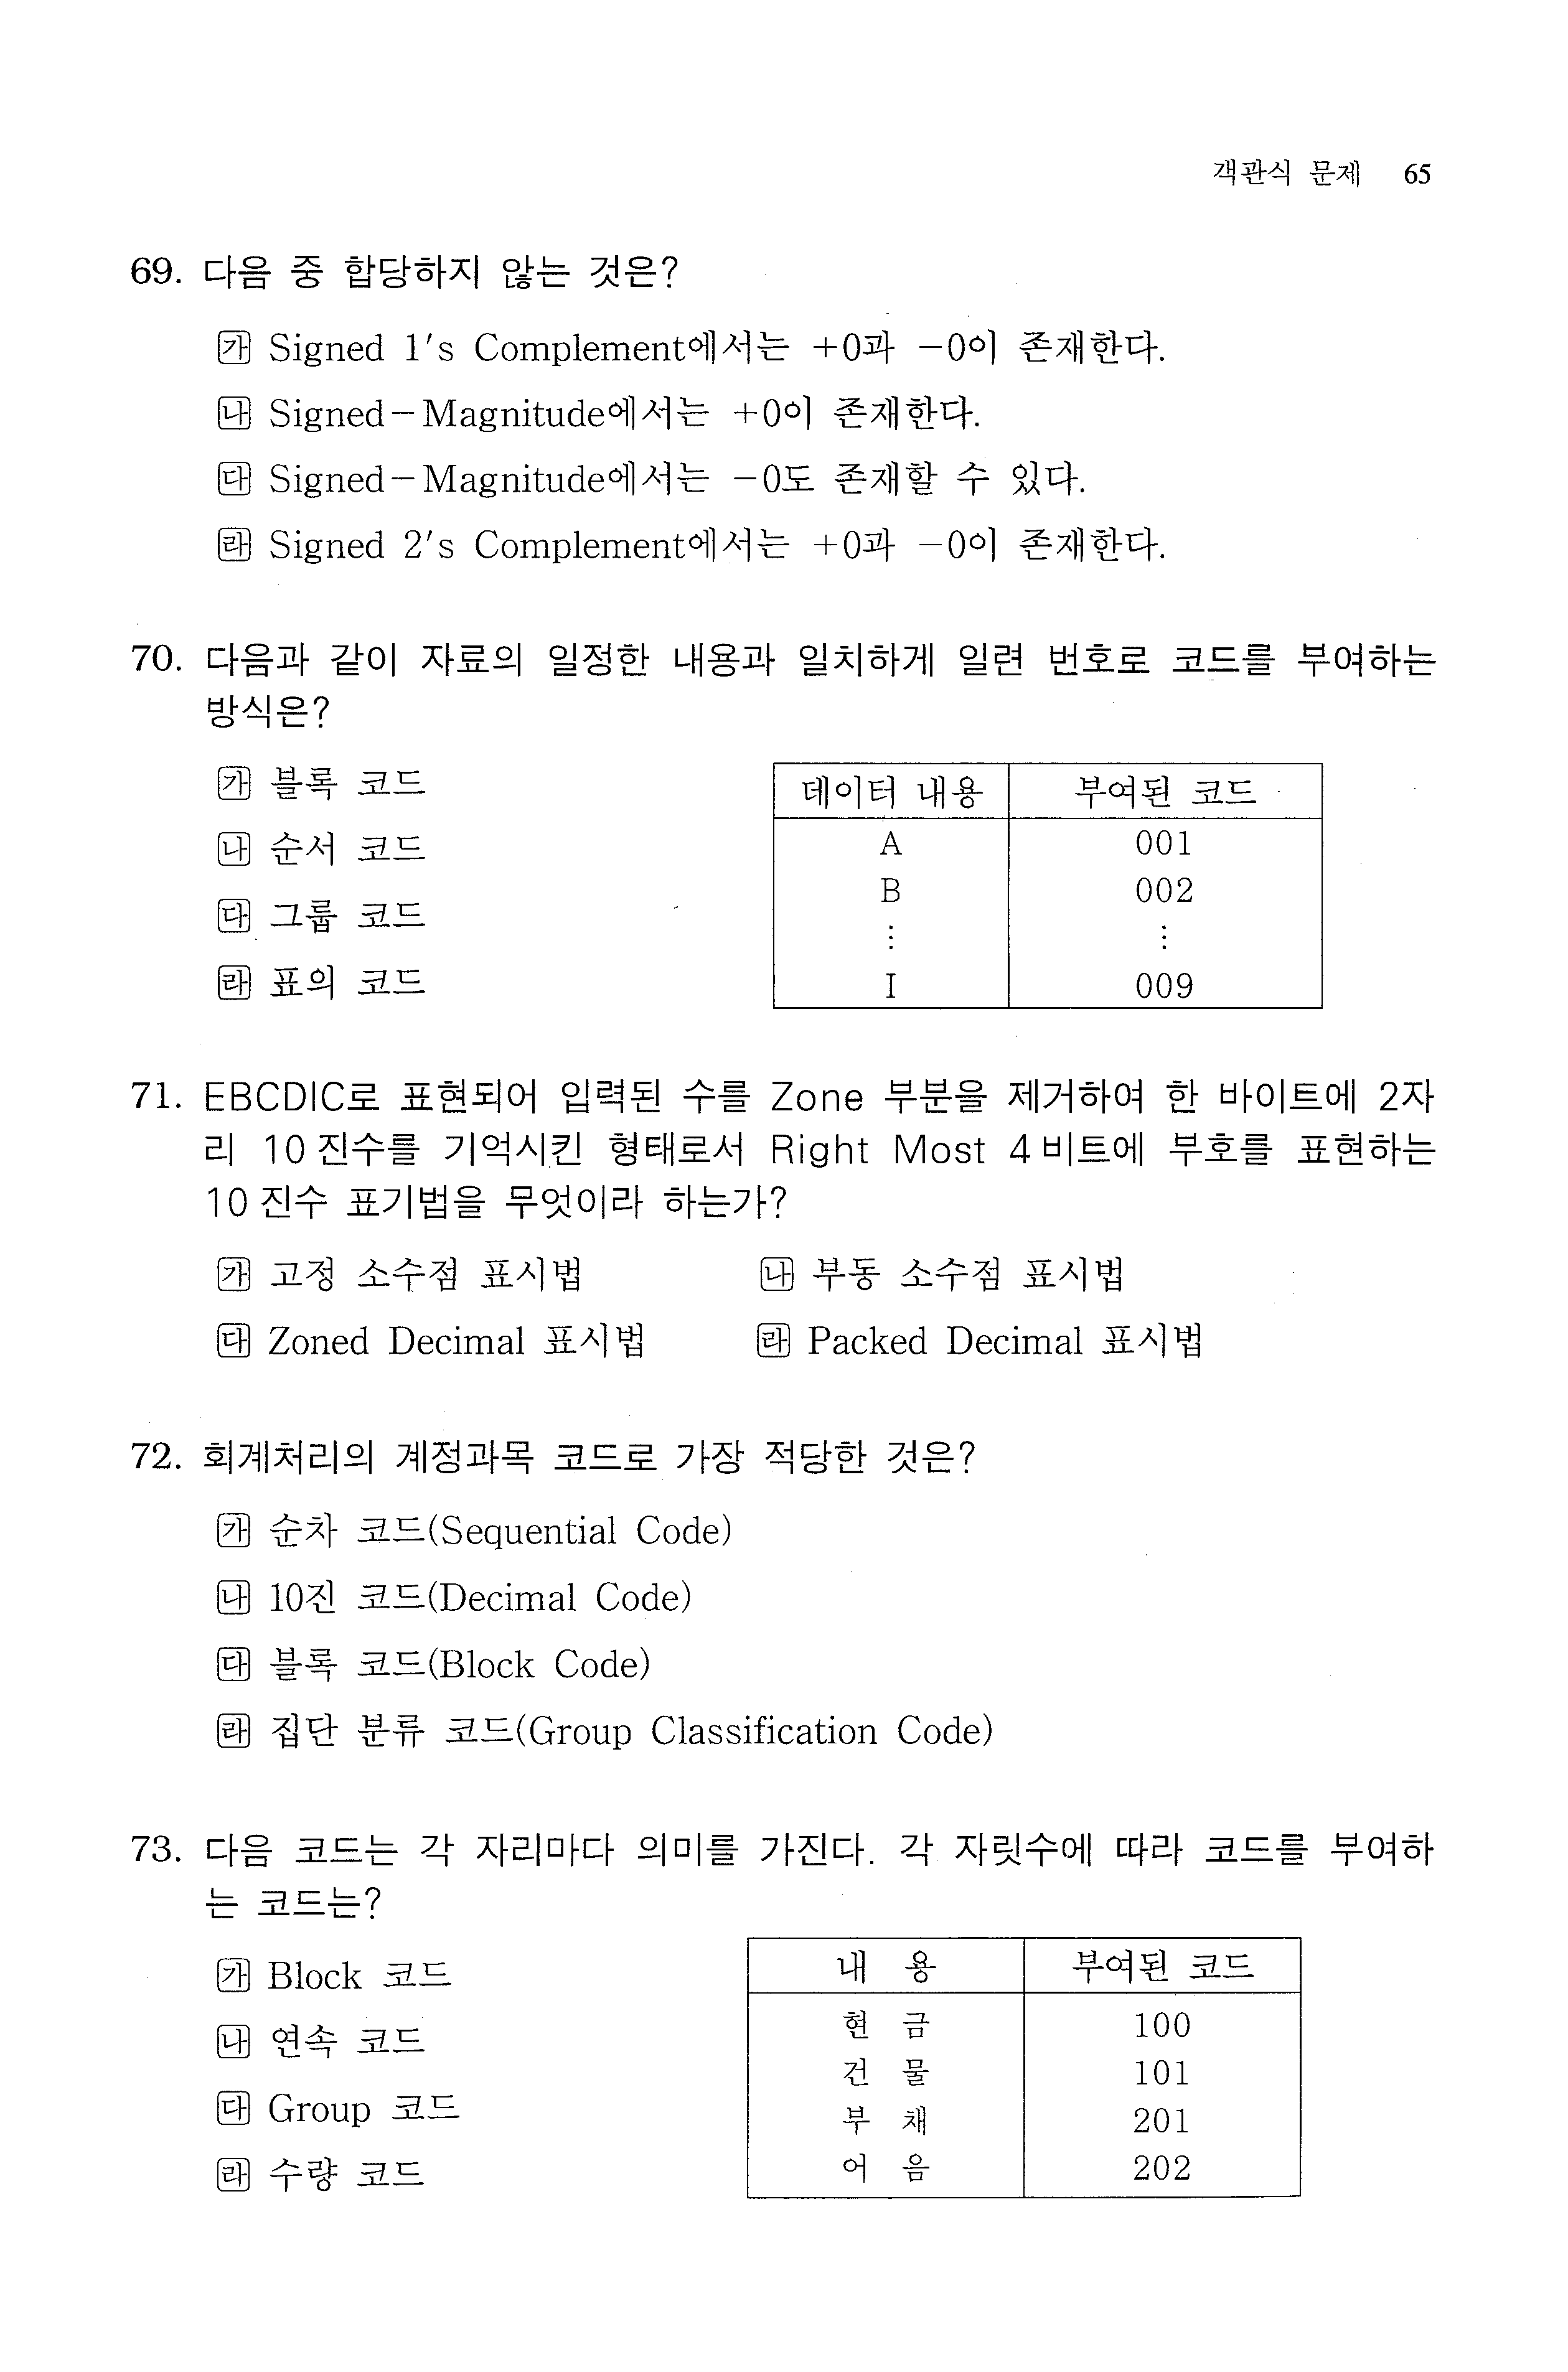 객관식 문제 65
69. 다음 중 합당하지 않는 것은?
㉮ Signed 1's Complement에서는 +0과 -0이 존재한다.
㉯ Signed-Magnitude에서는 +0이 존재한다.
㉰ Signed-Magnitude에서는 -0도 존재할 수 있다.
㉱ Signed 2's Complement에서는 +0과 -0이 존재한다.
70. 다음과 같이 자료의 일정한 내용과 일치하게 일련 번호로 코드를 부여하는
방식은?
㉮ 블록 코드
㉯ 순서 코드
㉰ 그룹 코드
㉱ 표의 코드
데이터 내용 부여된 코드
A 001
B 002
⋮ ⋮
I 009
71. EBCDIC로 표현되어 입력된 수를 Zone 부분을 제거하여 한 바이트에 2자
리 10진수를 기억시킨 형태로서 Right Most 4비트에 부호를 표현하는
10진수 표기법을 무엇이라 하는가?
㉮ 고정 소수점 표시법 ㉯ 부동 소수점 표시법
㉰ Zoned Decimal 표시법 ㉱ Packed Decimal 표시법
72. 회계처리의 계정과목 코드로 가장 적당한 것은?
㉮ 순차 코드(Sequential Code)
㉯ 10진 코드(Decimal Code)
㉰ 블록 코드(Block Code)
㉱ 집단 분류 코드(Group Classification Code)
73. 다음 코드는 각 자리마다 의미를 가진다. 각 자릿수에 따라 코드를 부여하
는 코드는?
㉮ Block 코드
㉯ 연속 코드
㉰ Group 코드
㉱ 수량 코드
내 용 부여된 코드
현 금 100
건 물 101
부 채 201
어 음 202